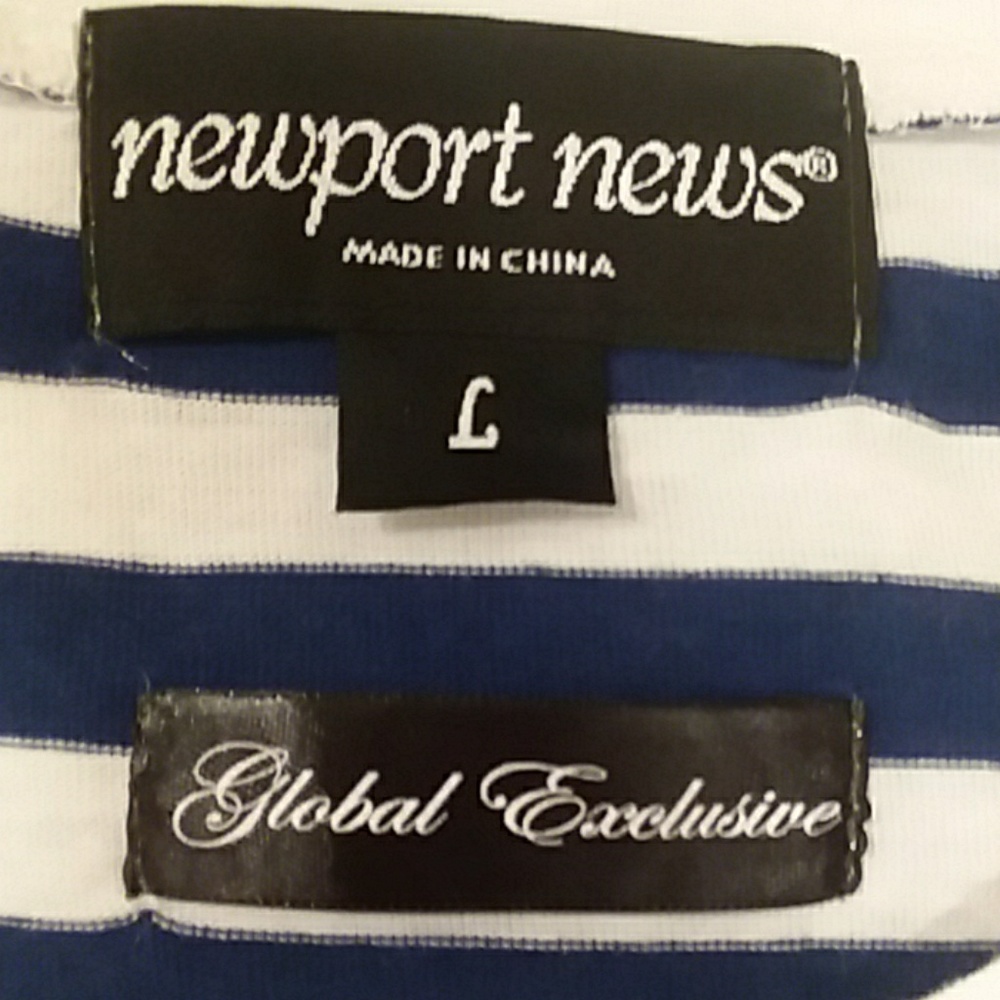 newport news®
MADE IN CHINA
L
Global Exclusive